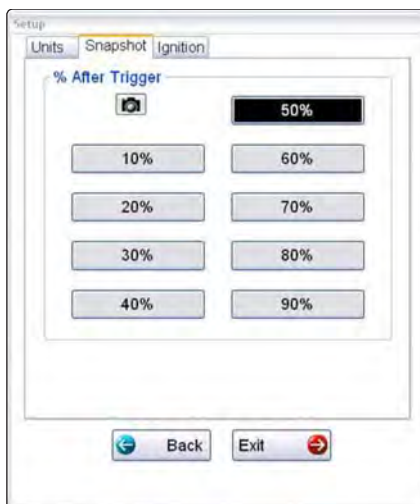 Setup
Units Snapshot Ignition
% After Trigger
50%
10% 60%
20% 70%
30% 80%
40% 90%
Back Exit